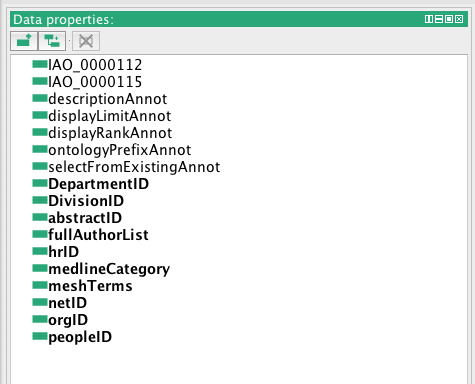 Data properties:
IAO_0000112
IAO_0000115
descriptionAnnot
displayLimitAnnot
displayRankAnnot
ontologyPrefixAnnot
selectFromExistingAnnot
DepartmentID
DivisionID
abstractID
fullAuthorList
hrID
medlineCategory
meshTerms
netID
orgID
peopleID